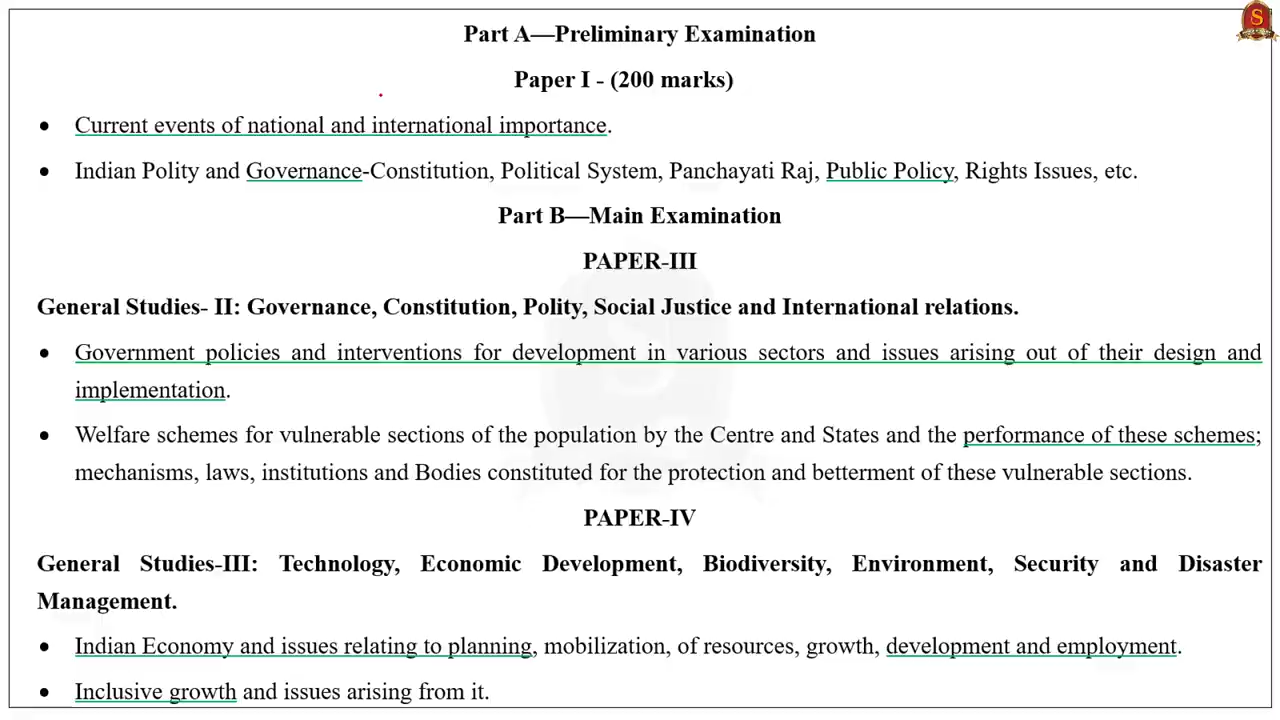 Part A—Preliminary Examination
Paper I - (200 marks)
• Current events of national and international importance.
• Indian Polity and Governance-Constitution, Political System, Panchayati Raj, Public Policy, Rights Issues, etc.
Part B—Main Examination
PAPER-III
General Studies- II: Governance, Constitution, Polity, Social Justice and International relations.
• Government policies and interventions for development in various sectors and issues arising out of their design and
implementation.
• Welfare schemes for vulnerable sections of the population by the Centre and States and the performance of these schemes;
mechanisms, laws, institutions and Bodies constituted for the protection and betterment of these vulnerable sections.
PAPER-IV
General Studies-III: Technology, Economic Development, Biodiversity, Environment, Security and Disaster
Management.
• Indian Economy and issues relating to planning, mobilization, of resources, growth, development and employment.
• Inclusive growth and issues arising from it.
S